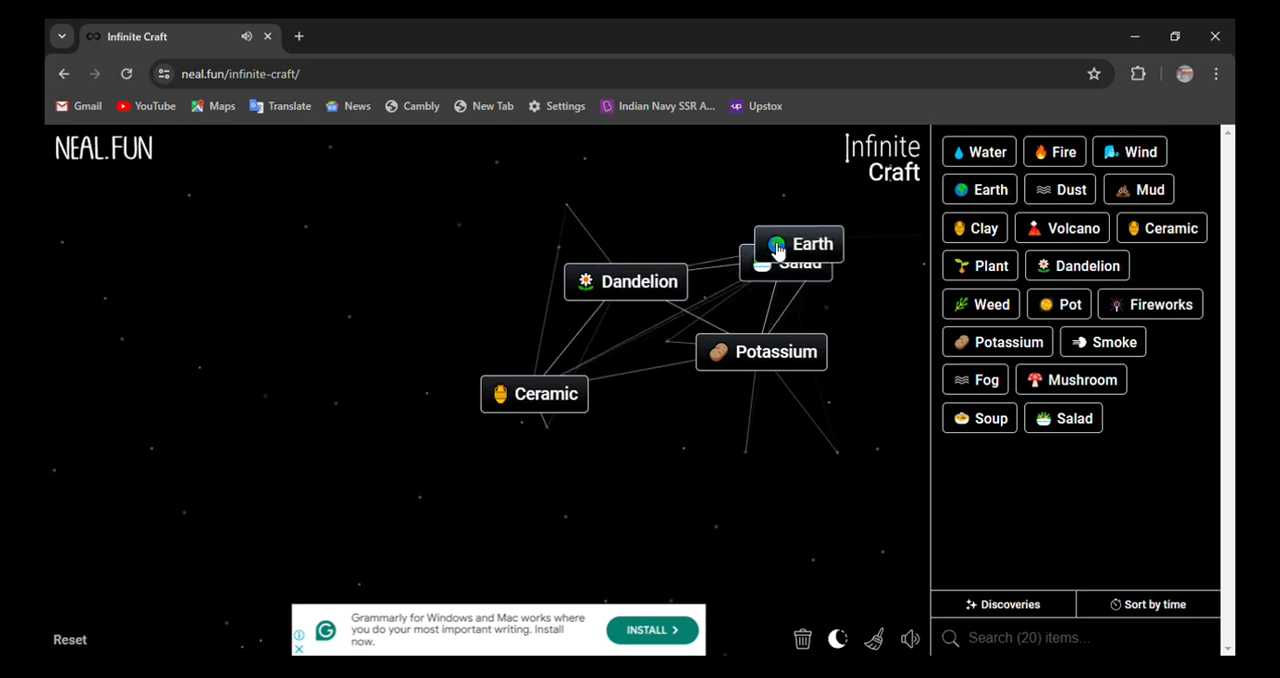 Infinite Craft
neal.fun/infinite-craft/
Gmail YouTube Maps Translate News Cambly New Tab Settings Indian Navy SSR A... Upstox
NEAL.FUN
Infinite
Craft
Water Fire Wind
Earth Dust Mud
Clay Volcano Ceramic
Plant Dandelion
Weed Pot Fireworks
Potassium Smoke
Fog Mushroom
Soup Salad
Earth
Salad
Dandelion
Potassium
Ceramic
Discoveries Sort by time
Search (20) items...
Reset
Grammarly for Windows and Mac works where
you do your most important writing. Install
now.
INSTALL >